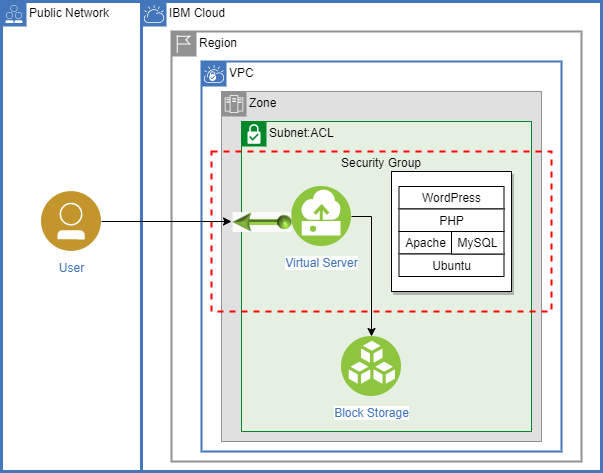 Public Network
IBM Cloud
Region
VPC
Zone
Subnet:ACL
Security Group
WordPress
PHP
Apache MySQL
Ubuntu
User
Virtual Server
Block Storage